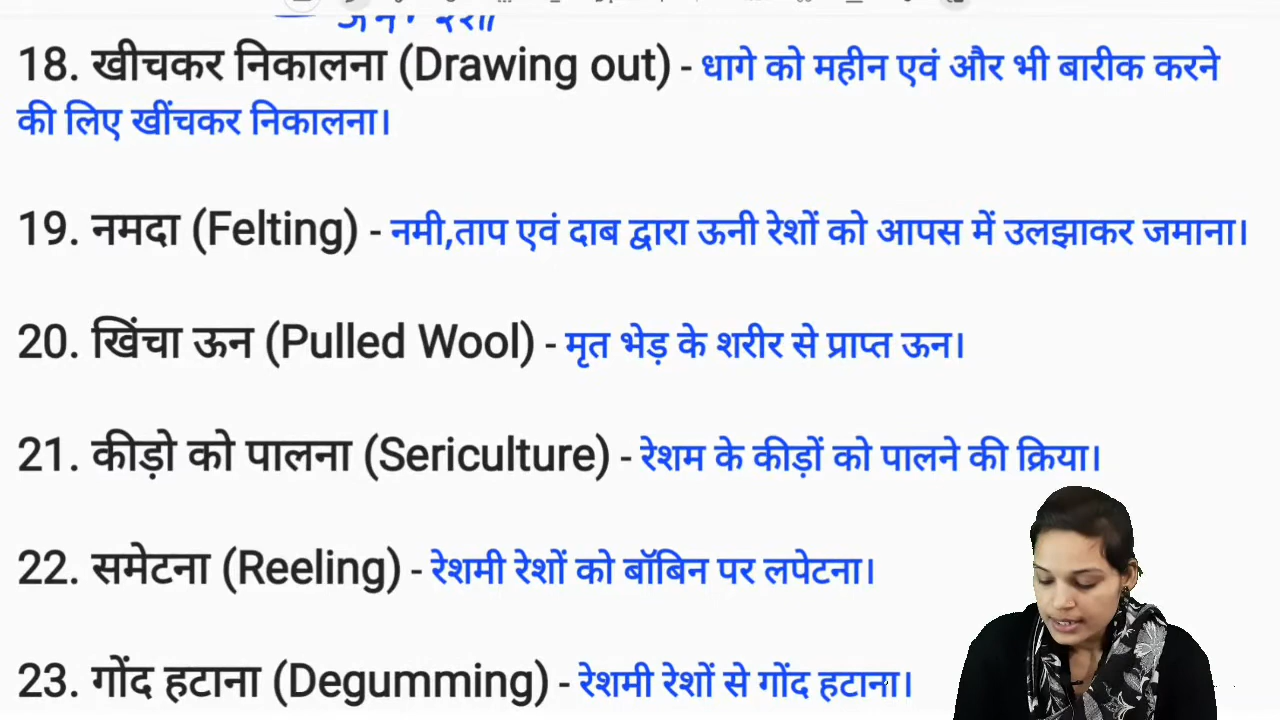 18. खीचकर निकालना (Drawing out) - धागे को महीन एवं और भी बारीक करने
की लिए खींचकर निकालना।
19. नमदा (Felting) - नमी,ताप एवं दाब द्वारा ऊनी रेशों को आपस में उलझाकर जमाना।
20. खिंचा ऊन (Pulled Wool) - मृत भेड़ के शरीर से प्राप्त ऊन।
21. कीड़ो को पालना (Sericulture) - रेशम के कीड़ों को पालने की क्रिया।
22. समेटना (Reeling) - रेशमी रेशों को बॉबिन पर लपेटना।
23. गोंद हटाना (Degumming) - रेशमी रेशों से गोंद हटाना।